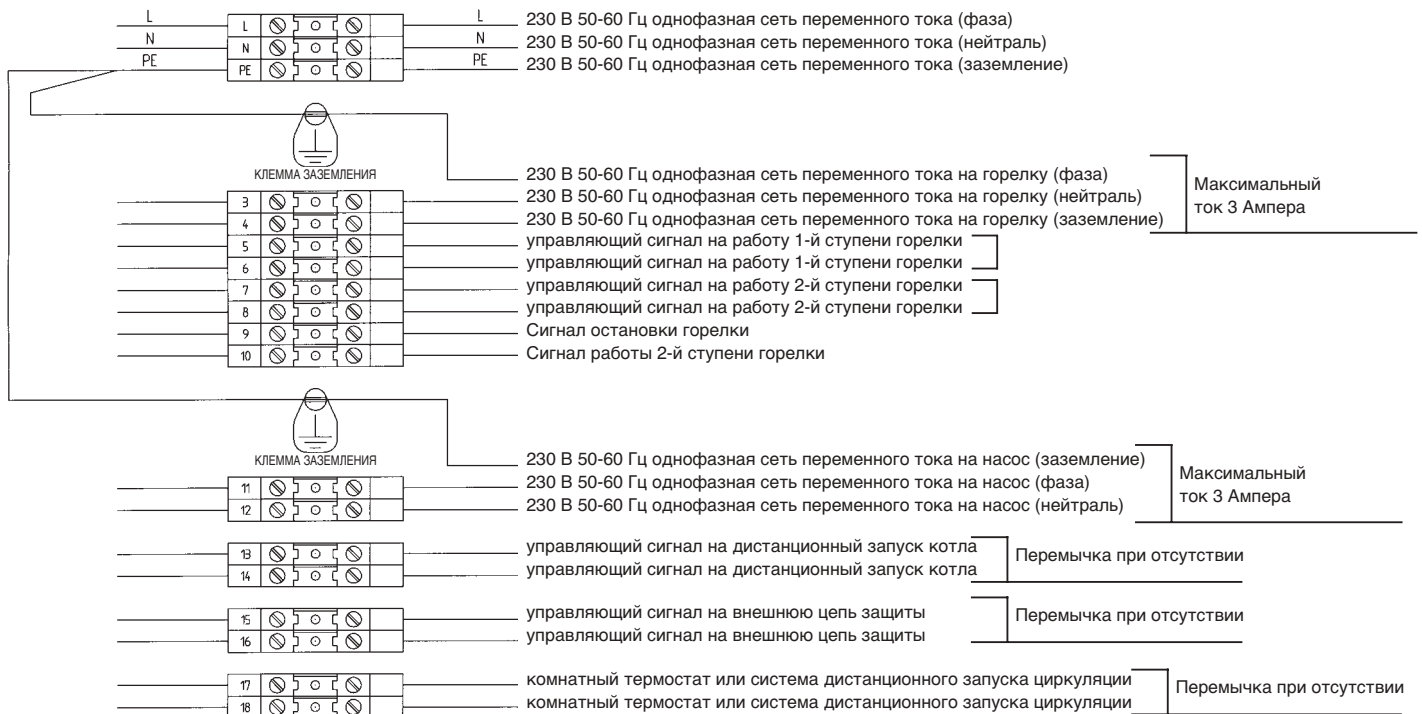 L L 230 В 50-60 Гц однофазная сеть переменного тока (фаза)
L
N N 230 В 50-60 Гц однофазная сеть переменного тока (нейтраль)
N
PE PE 230 В 50-60 Гц однофазная сеть переменного тока (заземление)
PE
КЛЕММА ЗАЗЕМЛЕНИЯ
230 В 50-60 Гц однофазная сеть переменного тока на горелку (фаза)
3 230 В 50-60 Гц однофазная сеть переменного тока на горелку (нейтраль)
4 230 В 50-60 Гц однофазная сеть переменного тока на горелку (заземление)
Максимальный
ток 3 Ампера
5 управляющий сигнал на работу 1-й ступени горелки
6 управляющий сигнал на работу 1-й ступени горелки
7 управляющий сигнал на работу 2-й ступени горелки
8 управляющий сигнал на работу 2-й ступени горелки
9 Сигнал остановки горелки
10 Сигнал работы 2-й ступени горелки
КЛЕММА ЗАЗЕМЛЕНИЯ
230 В 50-60 Гц однофазная сеть переменного тока на насос (заземление)
11 230 В 50-60 Гц однофазная сеть переменного тока на насос (фаза)
12 230 В 50-60 Гц однофазная сеть переменного тока на насос (нейтраль)
Максимальный
ток 3 Ампера
13 управляющий сигнал на дистанционный запуск котла
14 управляющий сигнал на дистанционный запуск котла
Перемычка при отсутствии
15 управляющий сигнал на внешнюю цепь защиты
16 управляющий сигнал на внешнюю цепь защиты
Перемычка при отсутствии
17 комнатный термостат или система дистанционного запуска циркуляции
18 комнатный термостат или система дистанционного запуска циркуляции
Перемычка при отсутствии